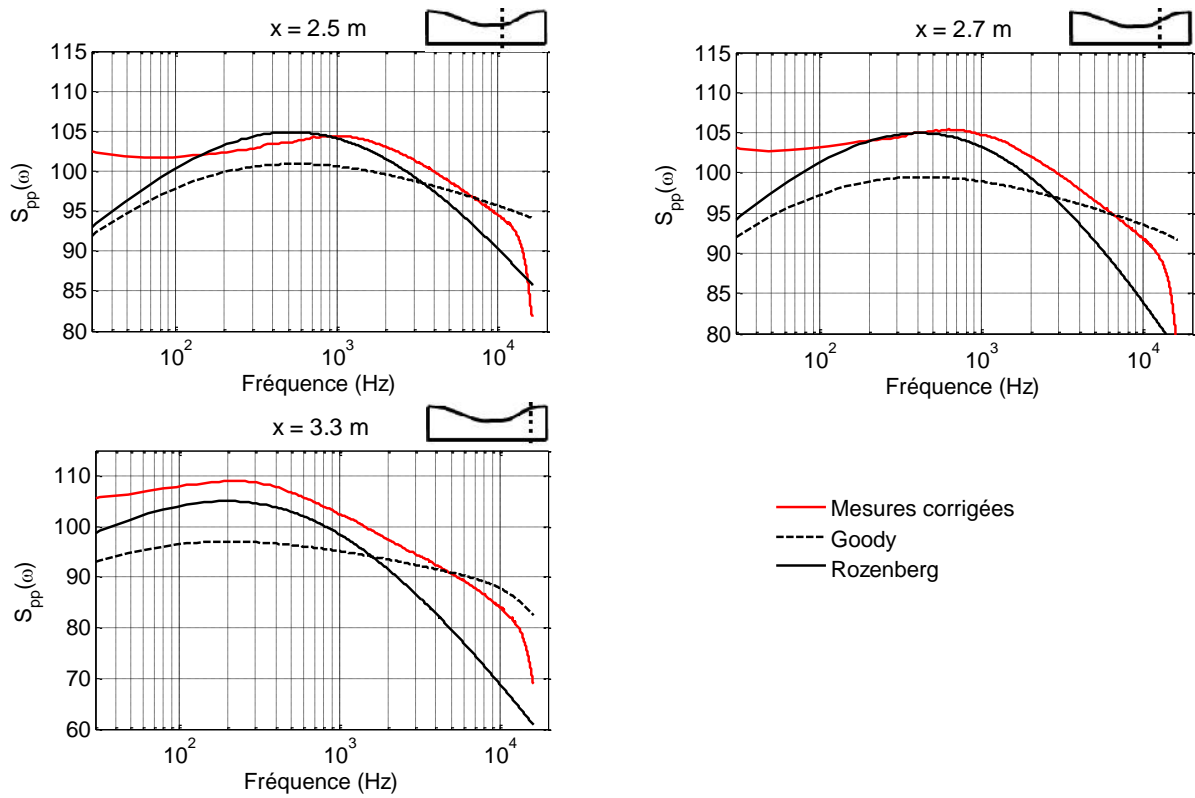 x = 2.5 m
115
110
105
100
95
90
85
80
S_pp(ω)
10^2
10^3
10^4
Fréquence (Hz)
x = 2.7 m
115
110
105
100
95
90
85
80
S_pp(ω)
10^2
10^3
10^4
Fréquence (Hz)
x = 3.3 m
110
100
90
80
70
60
S_pp(ω)
10^2
10^3
10^4
Fréquence (Hz)
Mesures corrigées
Goody
Rozenberg